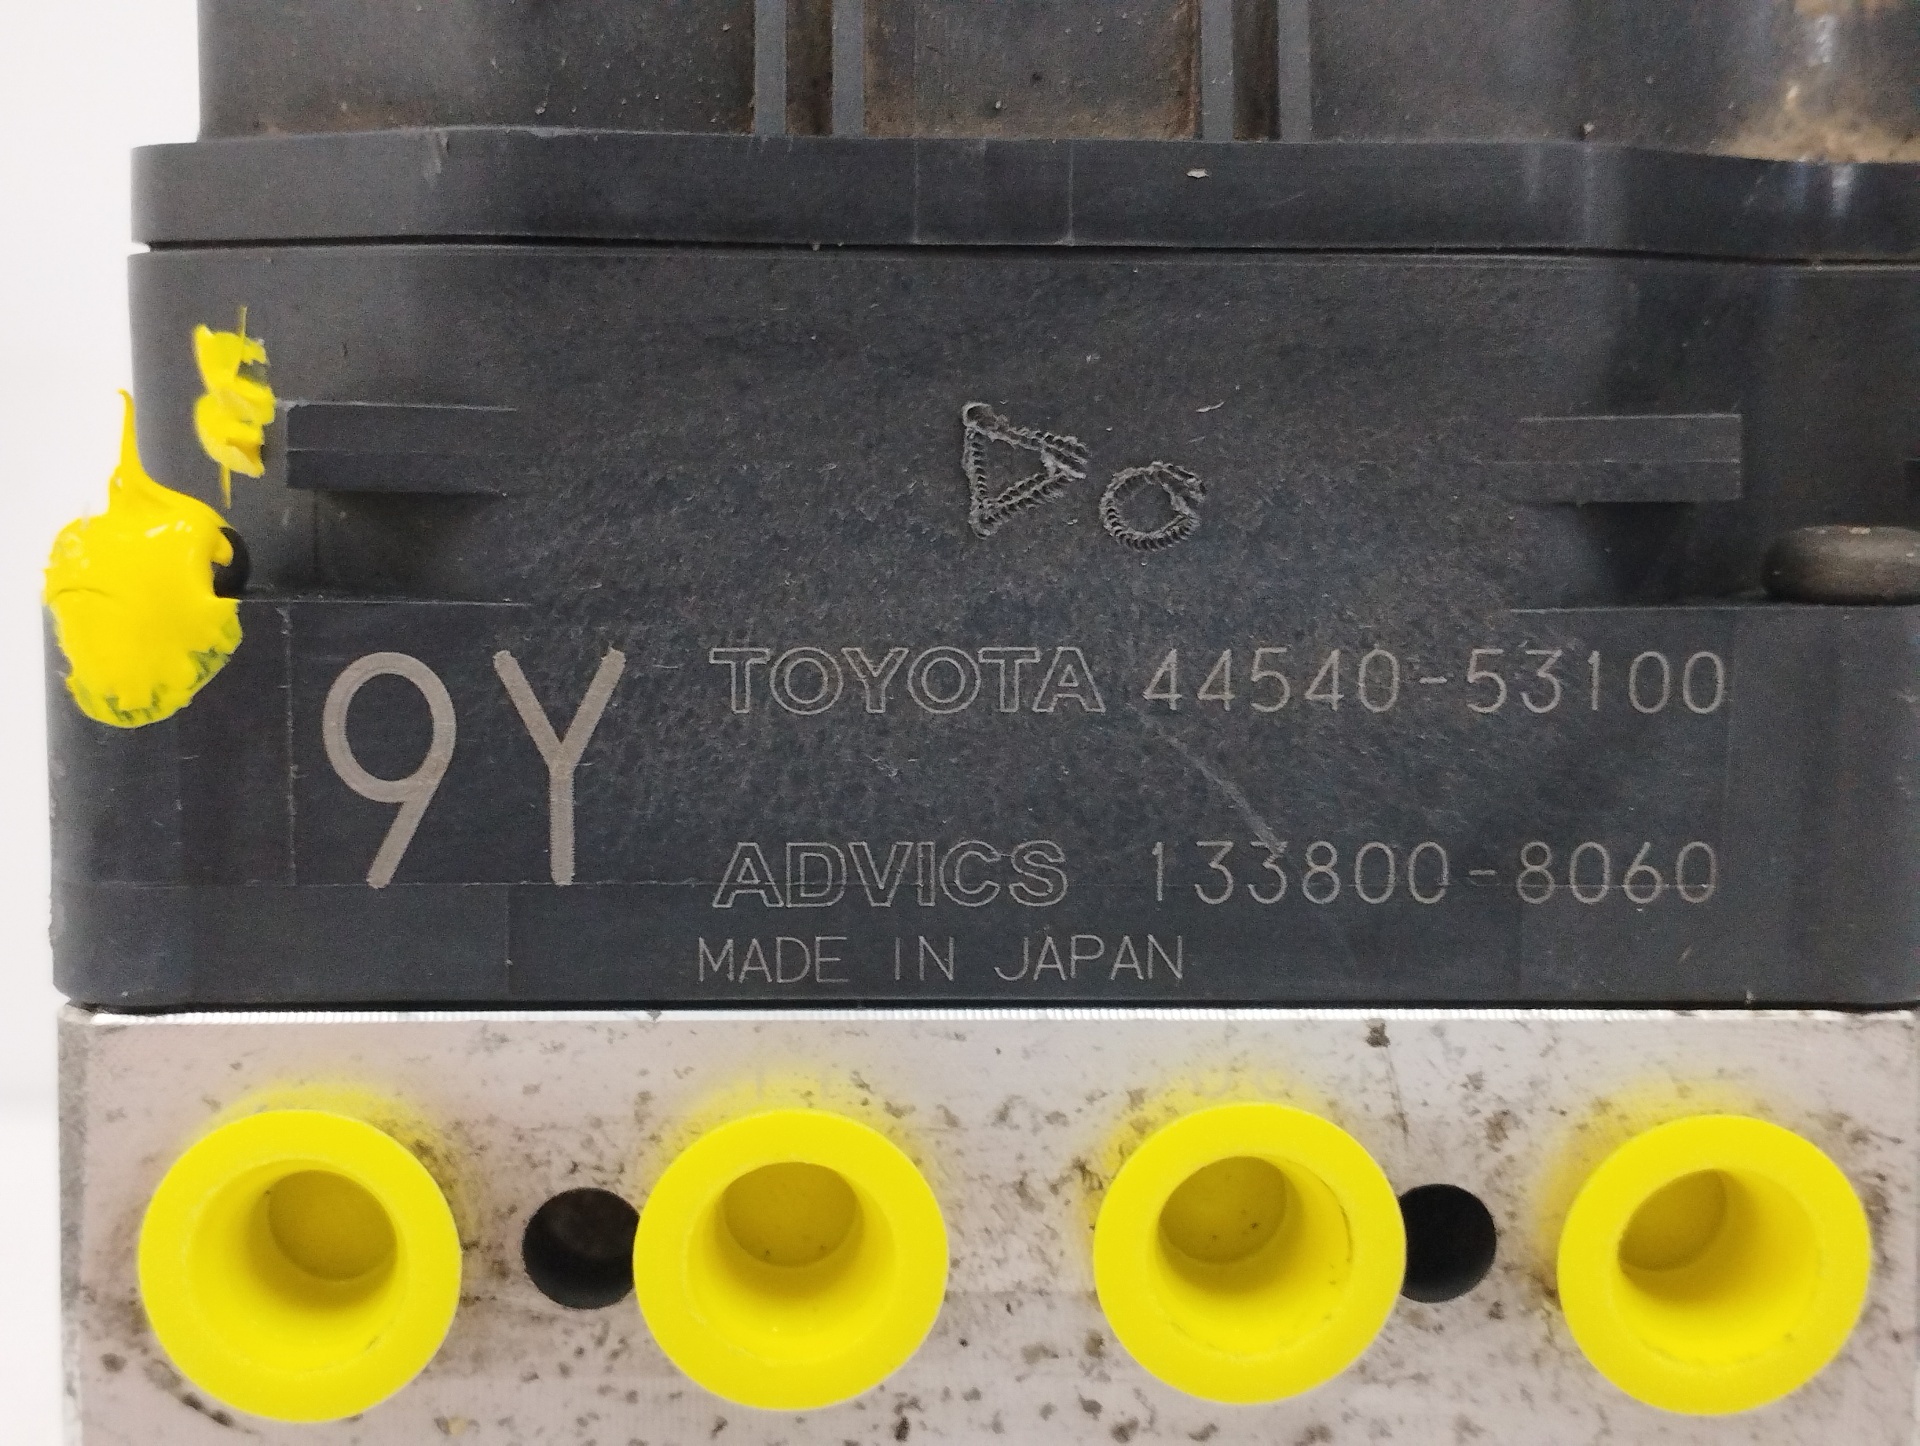 9Y
TOYOTA 44540-53100
ADVICS 133800-8060
MADE IN JAPAN